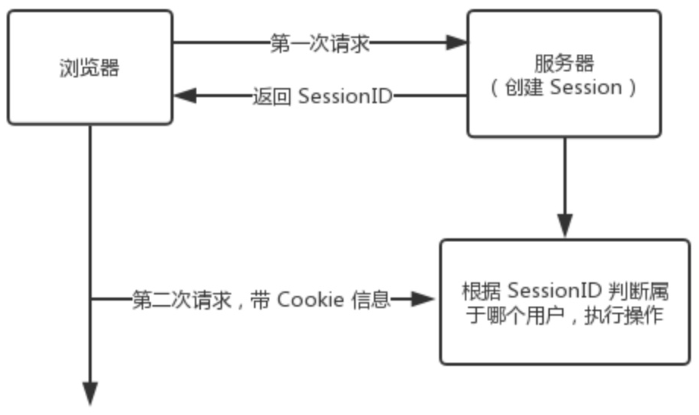 浏览器
第一次请求
服务器
（创建 Session）
返回 SessionID
第二次请求，带 Cookie 信息
根据 SessionID 判断属
于哪个用户，执行操作